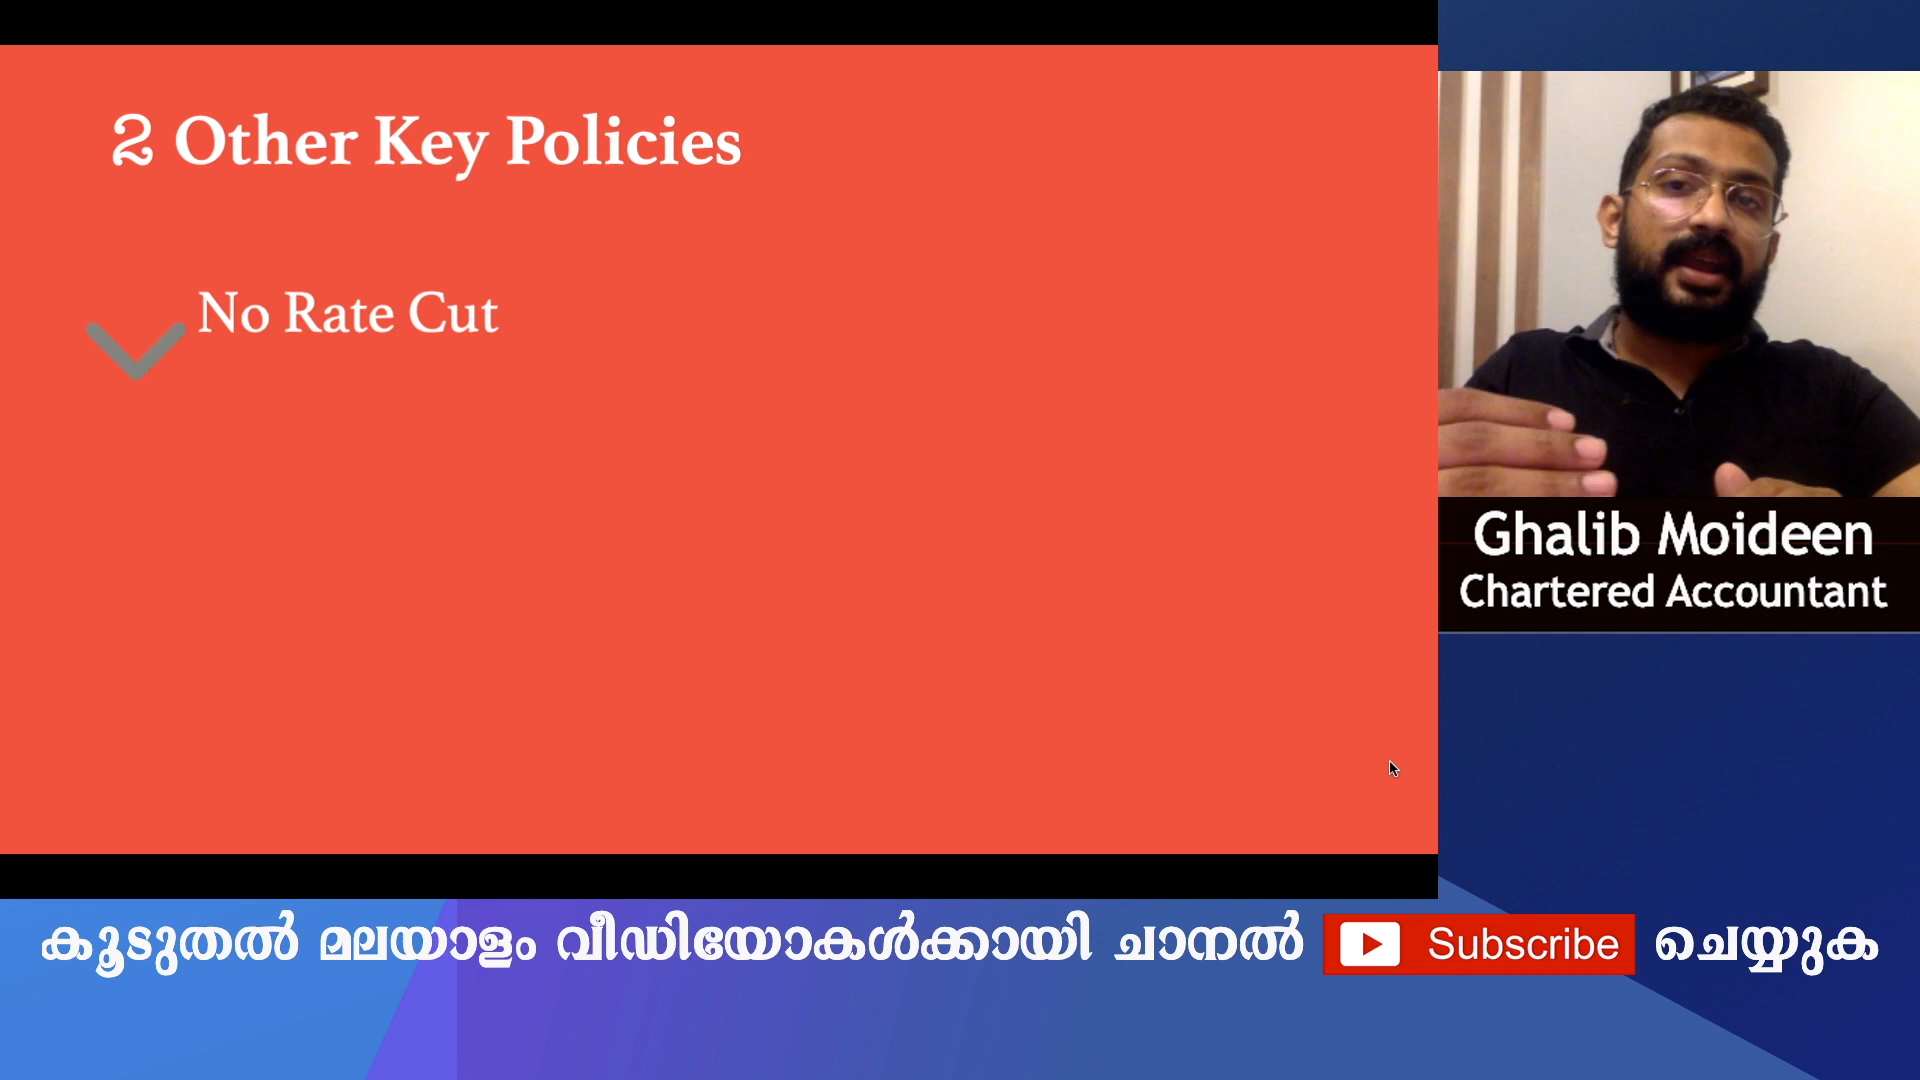 2 Other Key Policies
No Rate Cut
Ghalib Moideen
Chartered Accountant
കൂടുതൽ മലയാളം വീഡിയോകൾക്കായി ചാനൽ Subscribe ചെയ്യുക